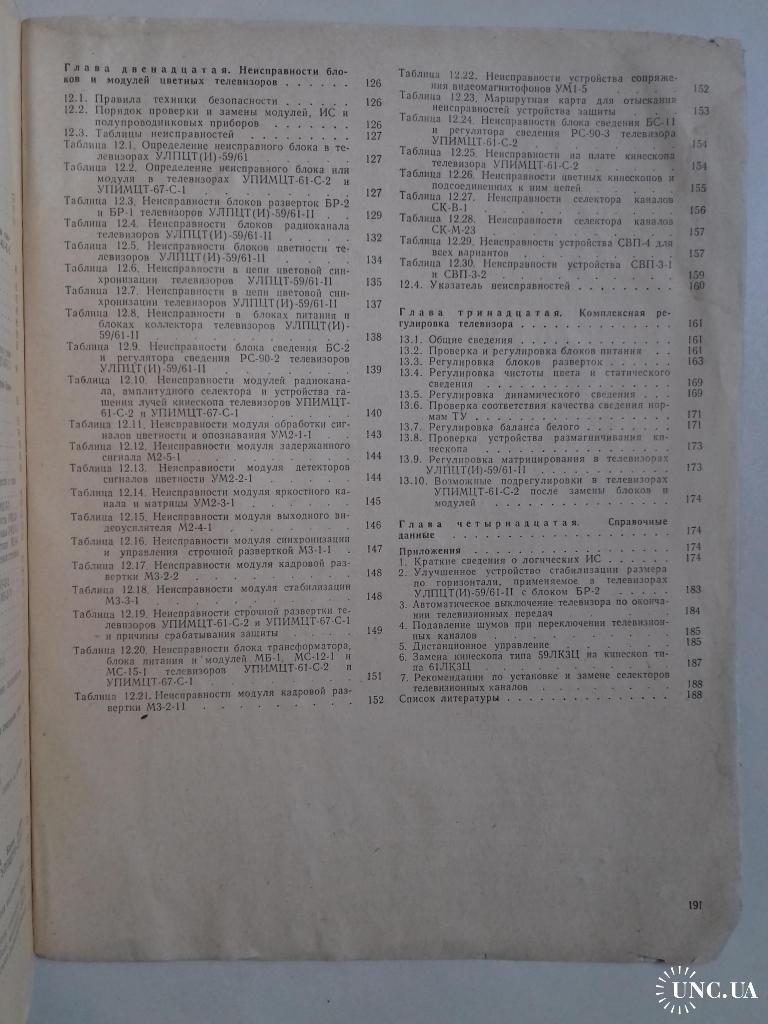 Глава двенадцатая. Неисправности бло-
ков и модулей цветных телевизоров . . . . . . 126
12.1. Правила техники безопасности . . . . . 126
12.2. Порядок проверки и замены модулей, ИС и
полупроводниковых приборов . . . . . 126
12.3. Таблицы неисправностей . . . . . . . . 127
Таблица 12.1. Определение неисправного блока в те-
левизорах УЛПЦТ(И)-59/61 . . . . . . 127
Таблица 12.2. Определение неисправного блока или
модуля в телевизорах УПИМЦТ-61-С-2 и
УПИМЦТ-67-С-1 . . . . . . . . . . 127
Таблица 12.3. Неисправности блоков разверток БР-2
и БР-1 телевизоров УЛПЦТ(И)-59/61-II . . . 129
Таблица 12.4. Неисправности блоков радиоканала
телевизоров УЛПЦТ(И)-59/61-II . . . . 132
Таблица 12.5. Неисправности блоков цветности те-
левизоров УЛПЦТ(И)-59/61-II . . . . . 134
Таблица 12.6. Неисправности в цепи цветовой син-
хронизации телевизоров УЛПЦТ(И)-59/61-II 135
Таблица 12.7. Неисправности в цепи цветовой син-
хронизации телевизоров УЛПЦТ(И)-59/61-II 137
Таблица 12.8. Неисправности в блоках питания и
блоках коллектора телевизоров УЛПЦТ(И)-
59/61-II . . . . . . . . . . . . 138
Таблица 12.9. Неисправности блока сведения БС-2
и регулятора сведения РС-90-2 телевизоров
УЛПЦТ(И)-59/61-II . . . . . . . . 139
Таблица 12.10. Неисправности модулей радиокана-
ла, амплитудного селектора и устройства га-
шения лучей кинескопа телевизоров УПИМЦТ-
61-С-2 и УПИМЦТ-67-С-1 . . . . . . 140
Таблица 12.11. Неисправности модуля обработки сиг-
налов цветности и опознавания УМ2-1-1 . . 143
Таблица 12.12. Неисправности модуля задержанного
сигнала М2-5-1 . . . . . . . . . . 144
Таблица 12.13. Неисправности модуля детекторов
сигналов цветности УМ2-2-1 . . . . . 144
Таблица 12.14. Неисправности модуля яркостного ка-
нала и матрицы УМ2-3-1 . . . . . . . 145
Таблица 12.15. Неисправности модуля выходного ви-
деоусилителя М2-4-1 . . . . . . . . 146
Таблица 12.16. Неисправности модуля синхронизации
и управления строчной разверткой М3-1-1 . 147
Таблица 12.17. Неисправности модуля кадровой раз-
вертки М3-2-2 . . . . . . . . . . 148
Таблица 12.18. Неисправности модуля стабилизации
М3-3-1 . . . . . . . . . . . . . 148
Таблица 12.19. Неисправности строчной развертки те-
левизоров УПИМЦТ-61-С-2 и УПИМЦТ-67-С-1
и причины срабатывания защиты . . . . 149
Таблица 12.20. Неисправности блока трансформатора,
блока питания и модулей МБ-1, МС-12-1 и
МС-15-1 телевизоров УПИМЦТ-61-С-2 и
УПИМЦТ-67-С-1 . . . . . . . . . . 151
Таблица 12.21. Неисправности модуля кадровой раз-
вертки М3-2-11 . . . . . . . . . . . 152
Таблица 12.22. Неисправности устройства сопряже-
ния видеомагнитофонов УМ1-5 . . . . 152
Таблица 12.23. Маршрутная карта для отыскания
неисправностей устройства защиты . . . 153
Таблица 12.24. Неисправности блока сведения БС-11
и регулятора сведения РС-90-3 телевизора
УПИМЦТ-61-С-2 . . . . . . . . . . 154
Таблица 12.25. Неисправности на плате кинескопа
телевизора УПИМЦТ-61-С-2 . . . . . . 154
Таблица 12.26. Неисправности цветных кинескопов и
подсоединенных к ним цепей . . . . . 155
Таблица 12.27. Неисправности селектора каналов
СК-В-1 . . . . . . . . . . . . . 156
Таблица 12.28. Неисправности селектора каналов
СК-М-23 . . . . . . . . . . . . . 157
Таблица 12.29. Неисправности устройства СВП-4 для
всех вариантов . . . . . . . . . . 157
Таблица 12.30. Неисправности устройства СВП-3-1
и СВП-3-2 . . . . . . . . . . . . 159
12.4. Указатель неисправностей . . . . . . . 160
Глава тринадцатая. Комплексная ре-
гулировка телевизора . . . . . . . . . . . . 161
13.1. Общие сведения . . . . . . . . . . . 161
13.2. Проверка и регулировка блоков питания . . 161
13.3. Регулировка блоков разверток . . . . . . 163
13.4. Регулировка чистоты цвета и статического
сведения . . . . . . . . . . . . . 169
13.5. Регулировка динамического сведения . . . 169
13.6. Проверка соответствия качества сведения нор-
мам ТУ . . . . . . . . . . . . . 171
13.7. Регулировка баланса белого . . . . . . . 171
13.8. Проверка устройства размагничивания ки-
нескопа . . . . . . . . . . . . . 173
13.9. Регулировка матрицирования в телевизорах
УЛПЦТ(И)-59/61-II . . . . . . . . . 173
13.10. Возможные подрегулировки в телевизорах
УПИМЦТ-61-С-2 после замены блоков и
модулей . . . . . . . . . . . . . 174
Глава четырнадцатая. Справочные
данные . . . . . . . . . . . . . . . . 174
Приложения . . . . . . . . . . . . . . 174
1. Краткие сведения о логических ИС . . . . 174
2. Улучшенное устройство стабилизации размера
по горизонтали, применяемое в телевизорах
УЛПЦТ(И)-59/61-II с блоком БР-2 . . . . 183
3. Автоматическое выключение телевизора по оконча-
нии телевизионных передач . . . . . . 184
4. Подавление шумов при переключении телевизион-
ных каналов . . . . . . . . . . . 185
5. Дистанционное управление . . . . . . . 185
6. Замена кинескопа типа 59ЛК3Ц на кинескоп ти-
па 61ЛК3Ц . . . . . . . . . . . . 187
7. Рекомендации по установке и замене селекторов
телевизионных каналов . . . . . . . 188
Список литературы . . . . . . . . . . . . 188
191
UNC.UA